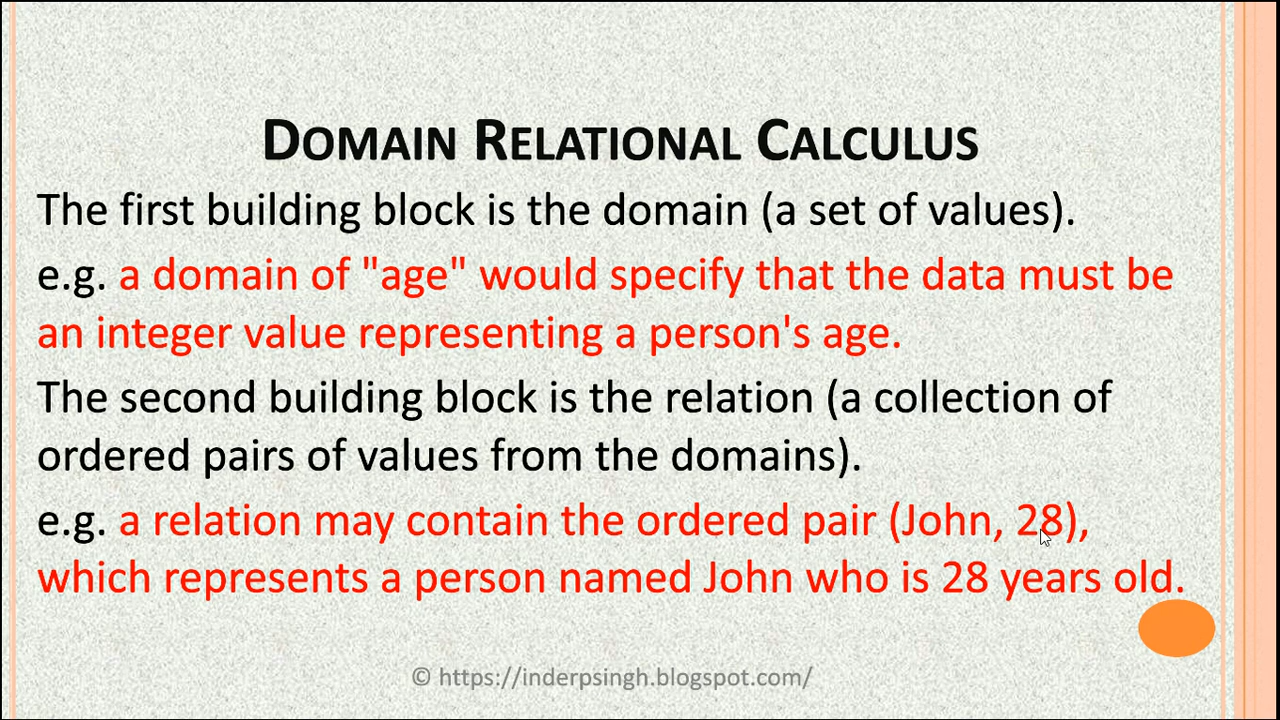 DOMAIN RELATIONAL CALCULUS
The first building block is the domain (a set of values).
e.g. a domain of "age" would specify that the data must be
an integer value representing a person's age.
The second building block is the relation (a collection of
ordered pairs of values from the domains).
e.g. a relation may contain the ordered pair (John, 28),
which represents a person named John who is 28 years old.
© https://inderpsingh.blogspot.com/